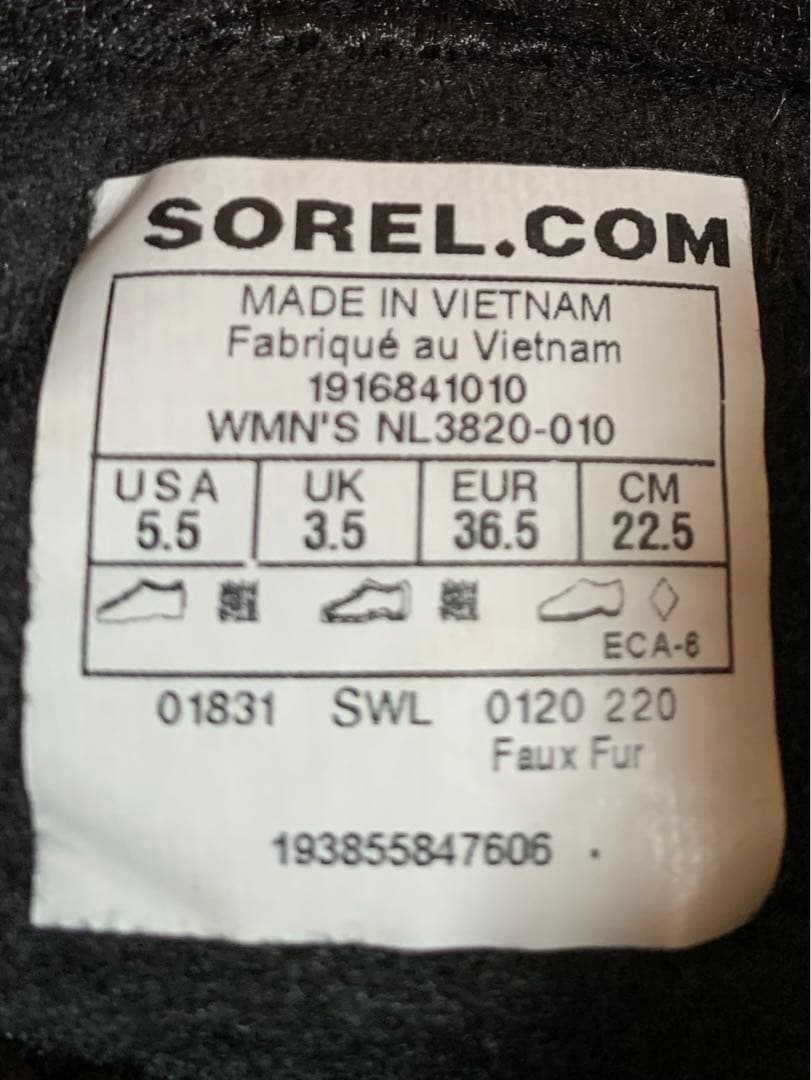 SOREL.COM
MADE IN VIETNAM
Fabriqué au Vietnam
1916841010
WMN'S NL3820-010
USA UK EUR CM
5.5 3.5 36.5 22.5
ECA-6
01831 SWL 0120 220
Faux Fur
193855847606 .